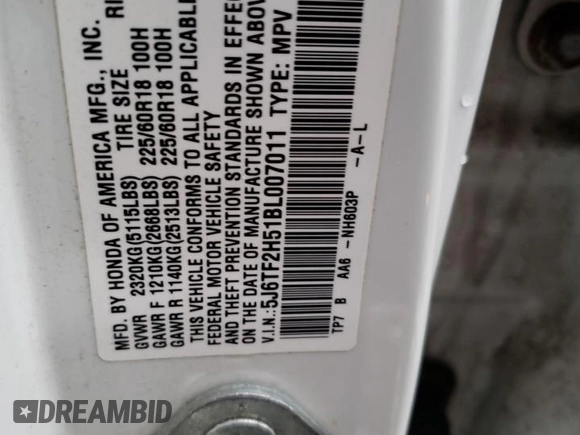 MFD. BY HONDA OF AMERICA MFG., INC.
TIRE SIZE RI
GVWR 2320KG(5115LBS)
GAWR F 1210KG(2668LBS) 225/60R18 100H
GAWR R 1140KG(2513LBS) 225/60R18 100H
THIS VEHICLE CONFORMS TO ALL APPLICABLE
FEDERAL MOTOR VEHICLE SAFETY
AND THEFT PREVENTION STANDARDS IN EFFEC
ON THE DATE OF MANUFACTURE SHOWN ABOV
V.I.N.: 5J6TF2H51BL007011 TYPE: MPV
TP7 B AA6 -NH603P -A-L
DREAMBID